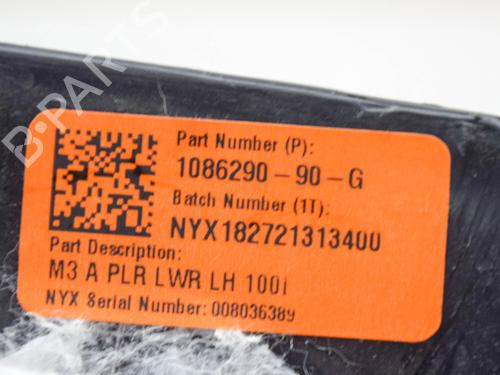 Part Number (P):
1086290-90-G
Batch Number (1T):
NYX182721313400
Part Description:
M3 A PLR LWR LH 100I
NYX Serial Number: 008036389
B-PARTS